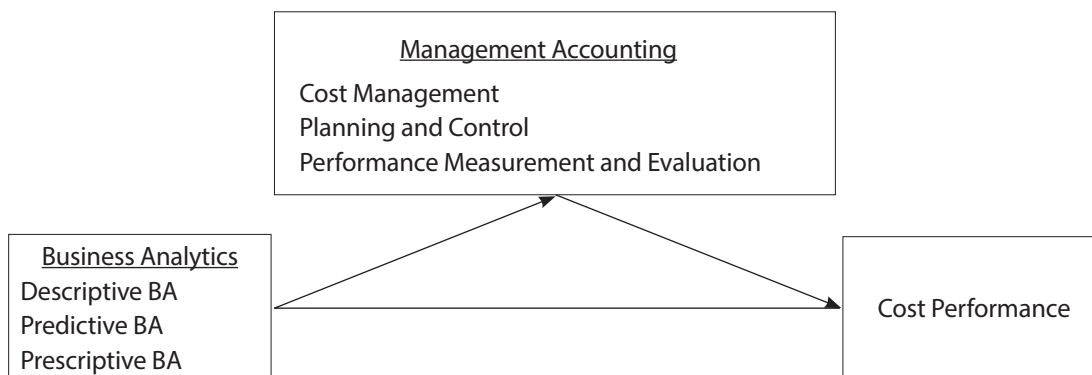 Management Accounting
Cost Management
Planning and Control
Performance Measurement and Evaluation
Business Analytics
Descriptive BA
Predictive BA
Prescriptive BA
Cost Performance